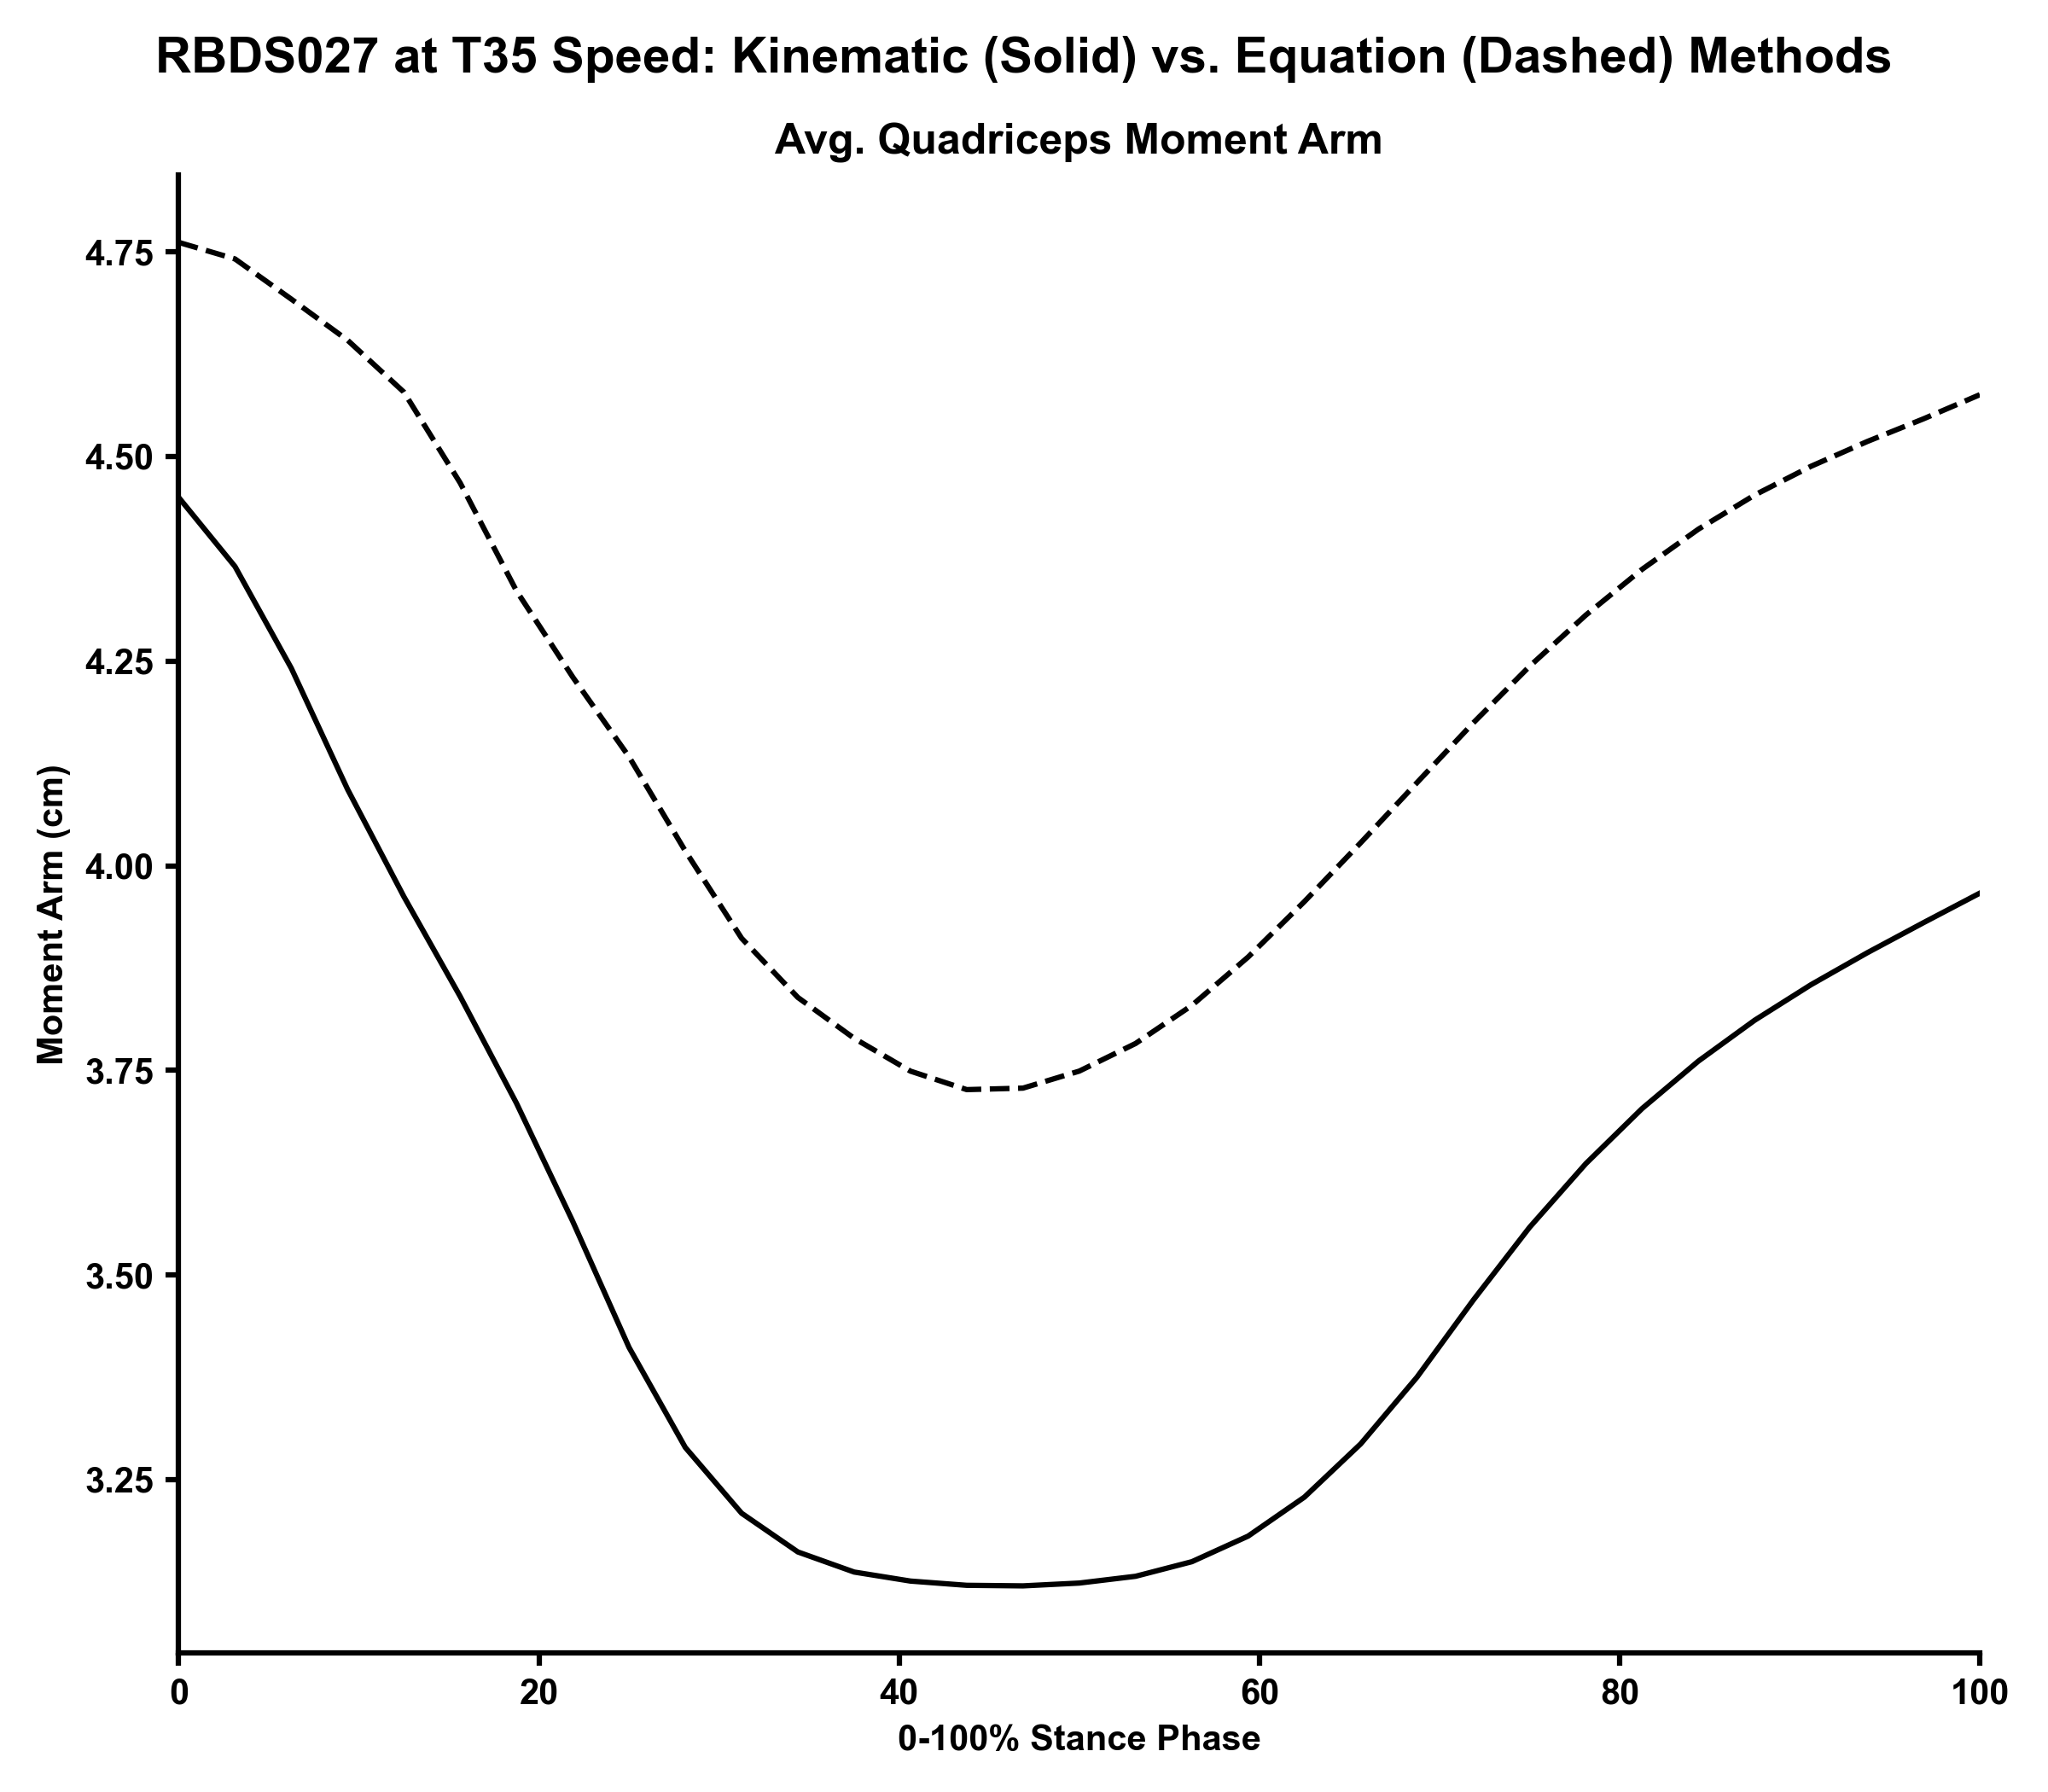 RBDS027 at T35 Speed: Kinematic (Solid) vs. Equation (Dashed) Methods
Avg. Quadriceps Moment Arm
4.75
4.50
4.25
4.00
3.75
3.50
3.25
Moment Arm (cm)
0 20 40 60 80 100
0-100% Stance Phase